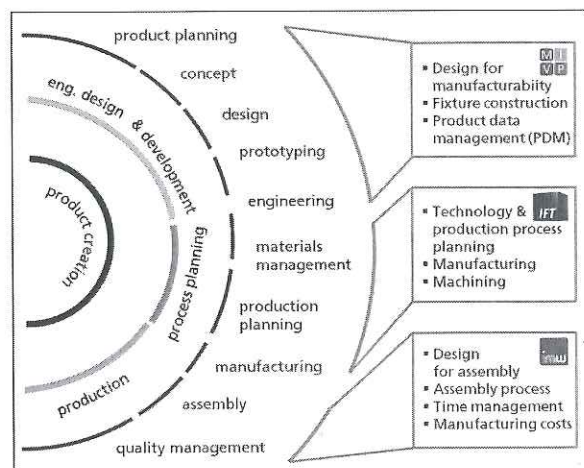 product planning
concept
design
prototyping
engineering
materials
management
production
planning
manufacturing
assembly
quality management
eng. design & development
process planning
production
product creation
M I
V P
▪ Design for
manufacturabiity
▪ Fixture construction
▪ Product data
management (PDM)
IFT
▪ Technology &
production process
planning
▪ Manufacturing
▪ Machining
imw
▪ Design
for assembly
▪ Assembly process
▪ Time management
▪ Manufacturing costs